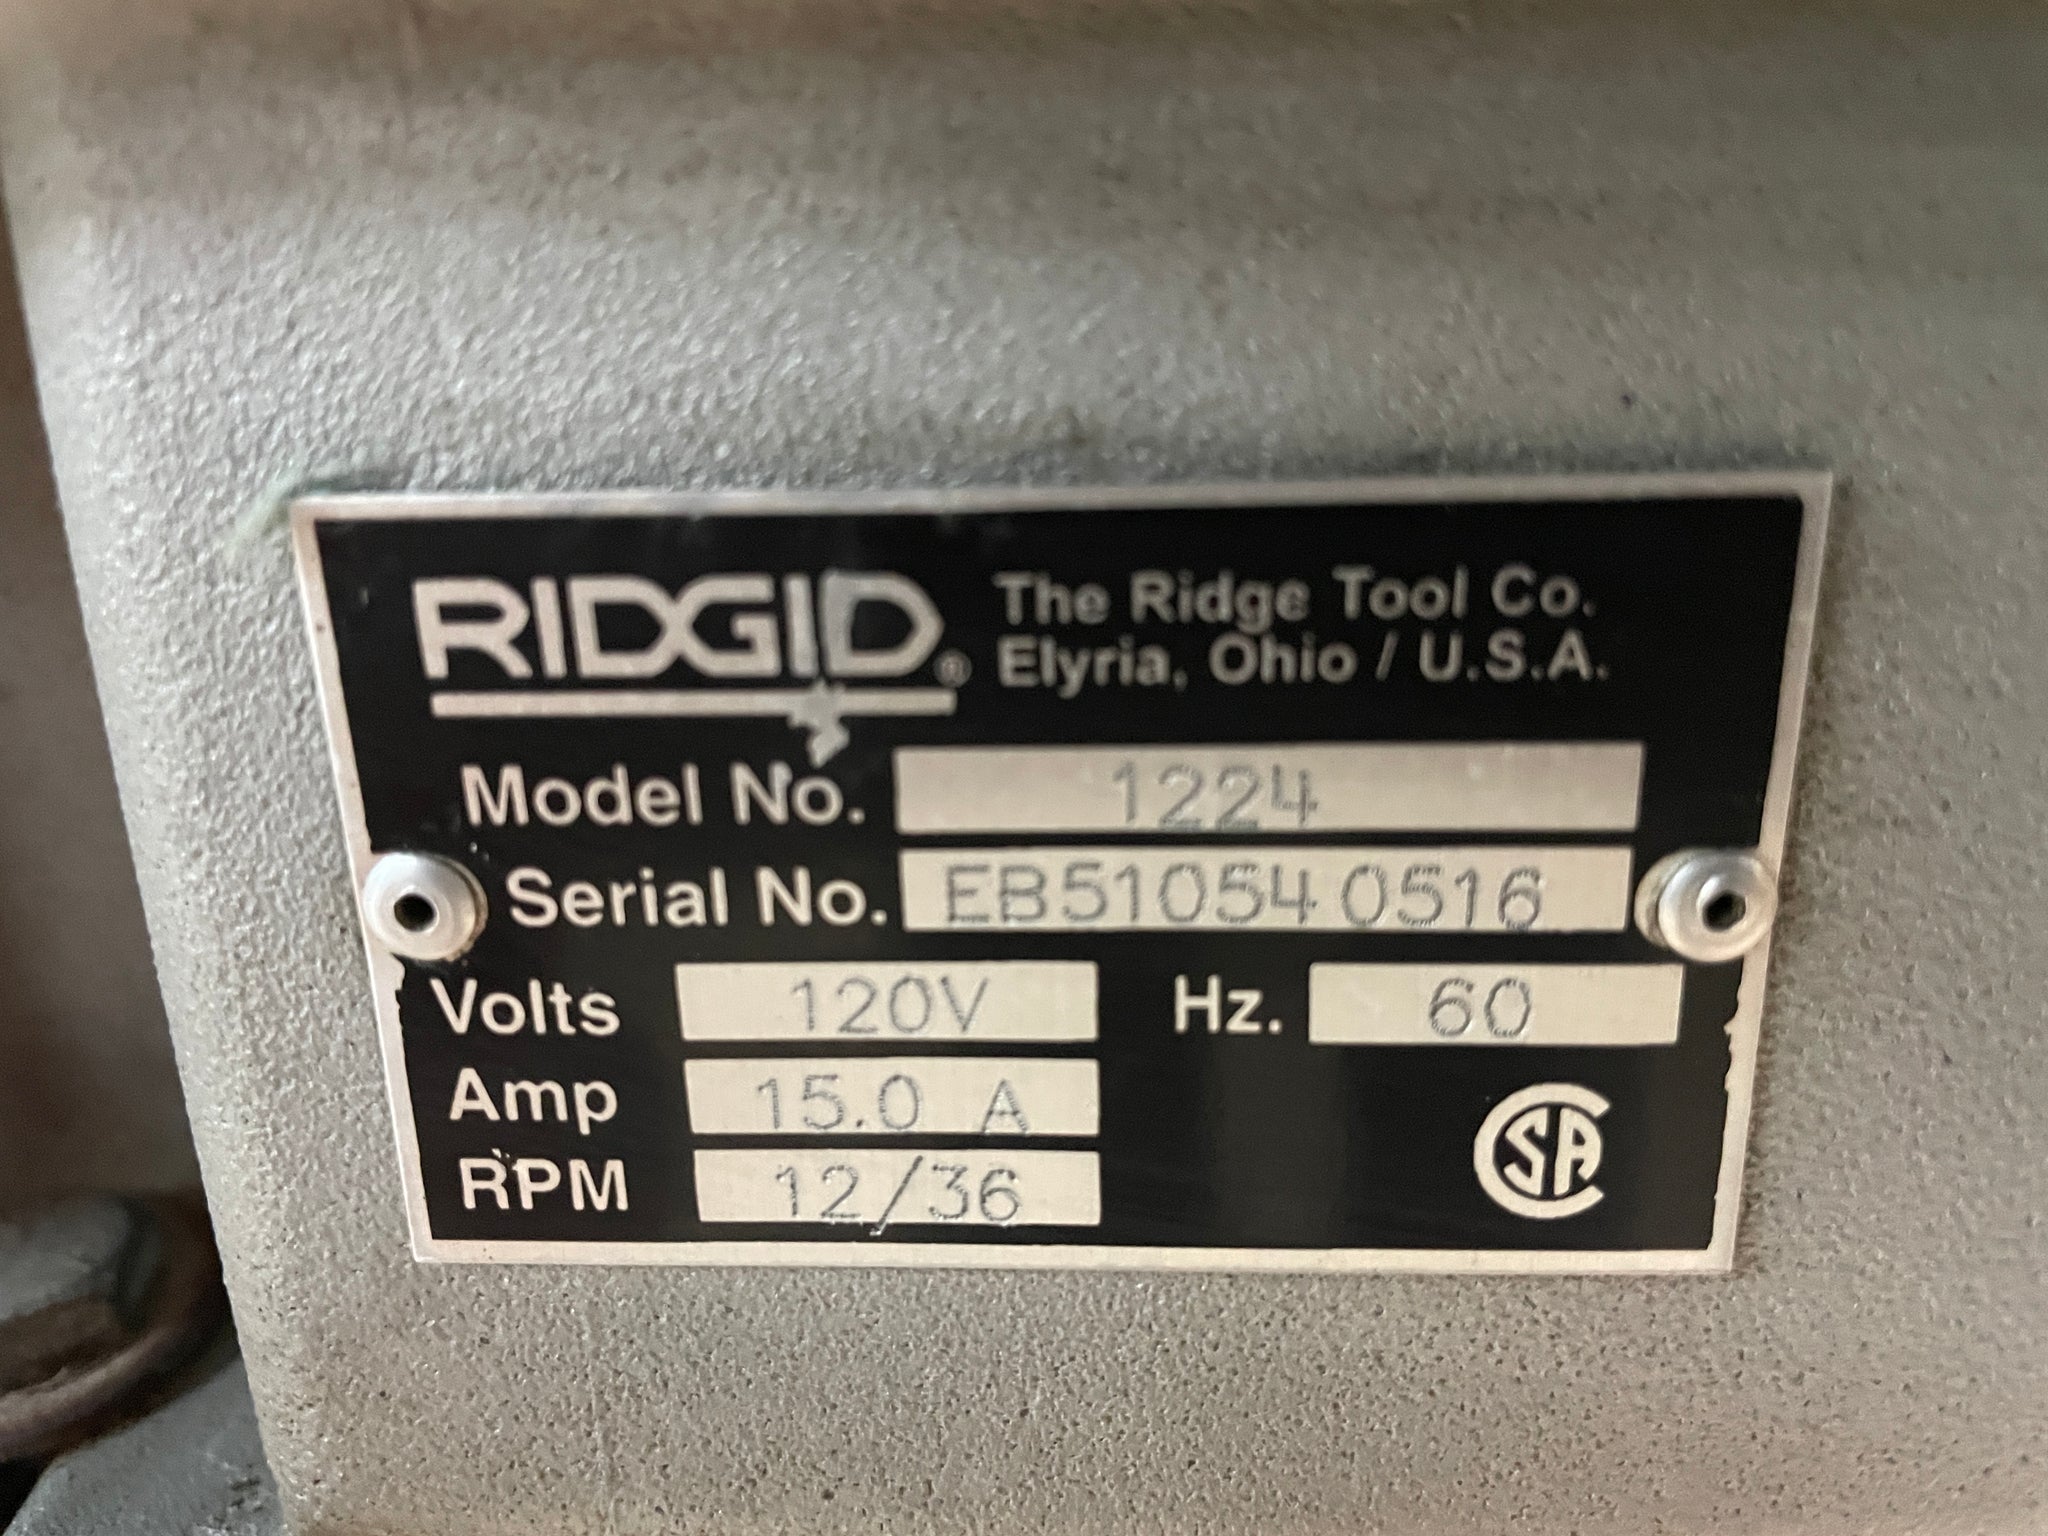 RIDGID® The Ridge Tool Co.
Elyria, Ohio / U.S.A.
Model No. 1224
Serial No. EB51054 0516
Volts 120V Hz. 60
Amp 15.0 A
RPM 12/36
CSA